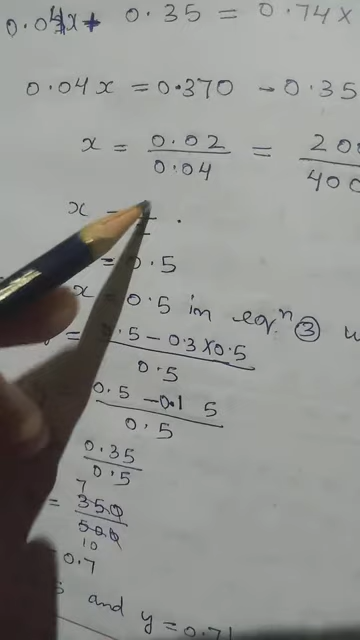 0.04x + 0.35 = 0.74x
0.04x = 0.370 - 0.35
x = 0.02/0.04 = 200/400
x =
= 0.5
x = 0.5 in eqn ③
= 0.5 - 0.3 x 0.5 / 0.5
0.5 - 0.15 / 0.5
0.35 / 0.5
7
= 350 / 500
10
0.7
and y = 0.7